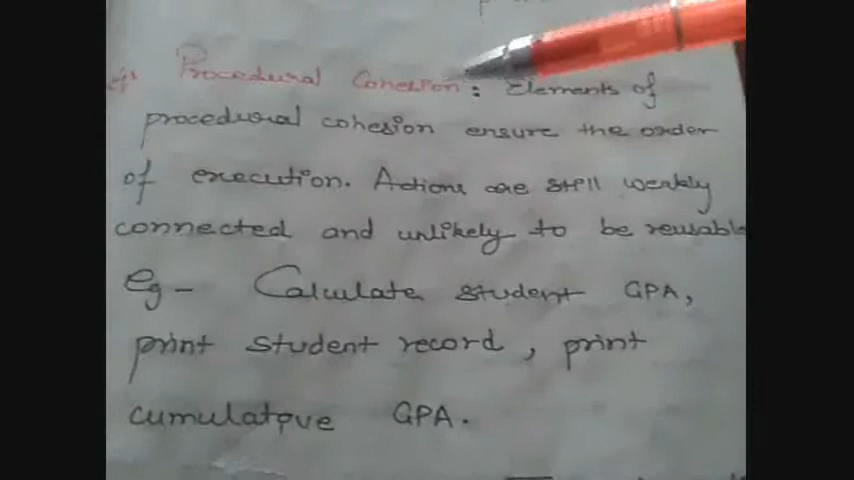 Procedural Cohesion: Elements of
procedural cohesion ensure the order
of execution. Actions are still weakly
connected and unlikely to be reusable
Eg - Calculate student GPA,
print student record, print
cumulative GPA.